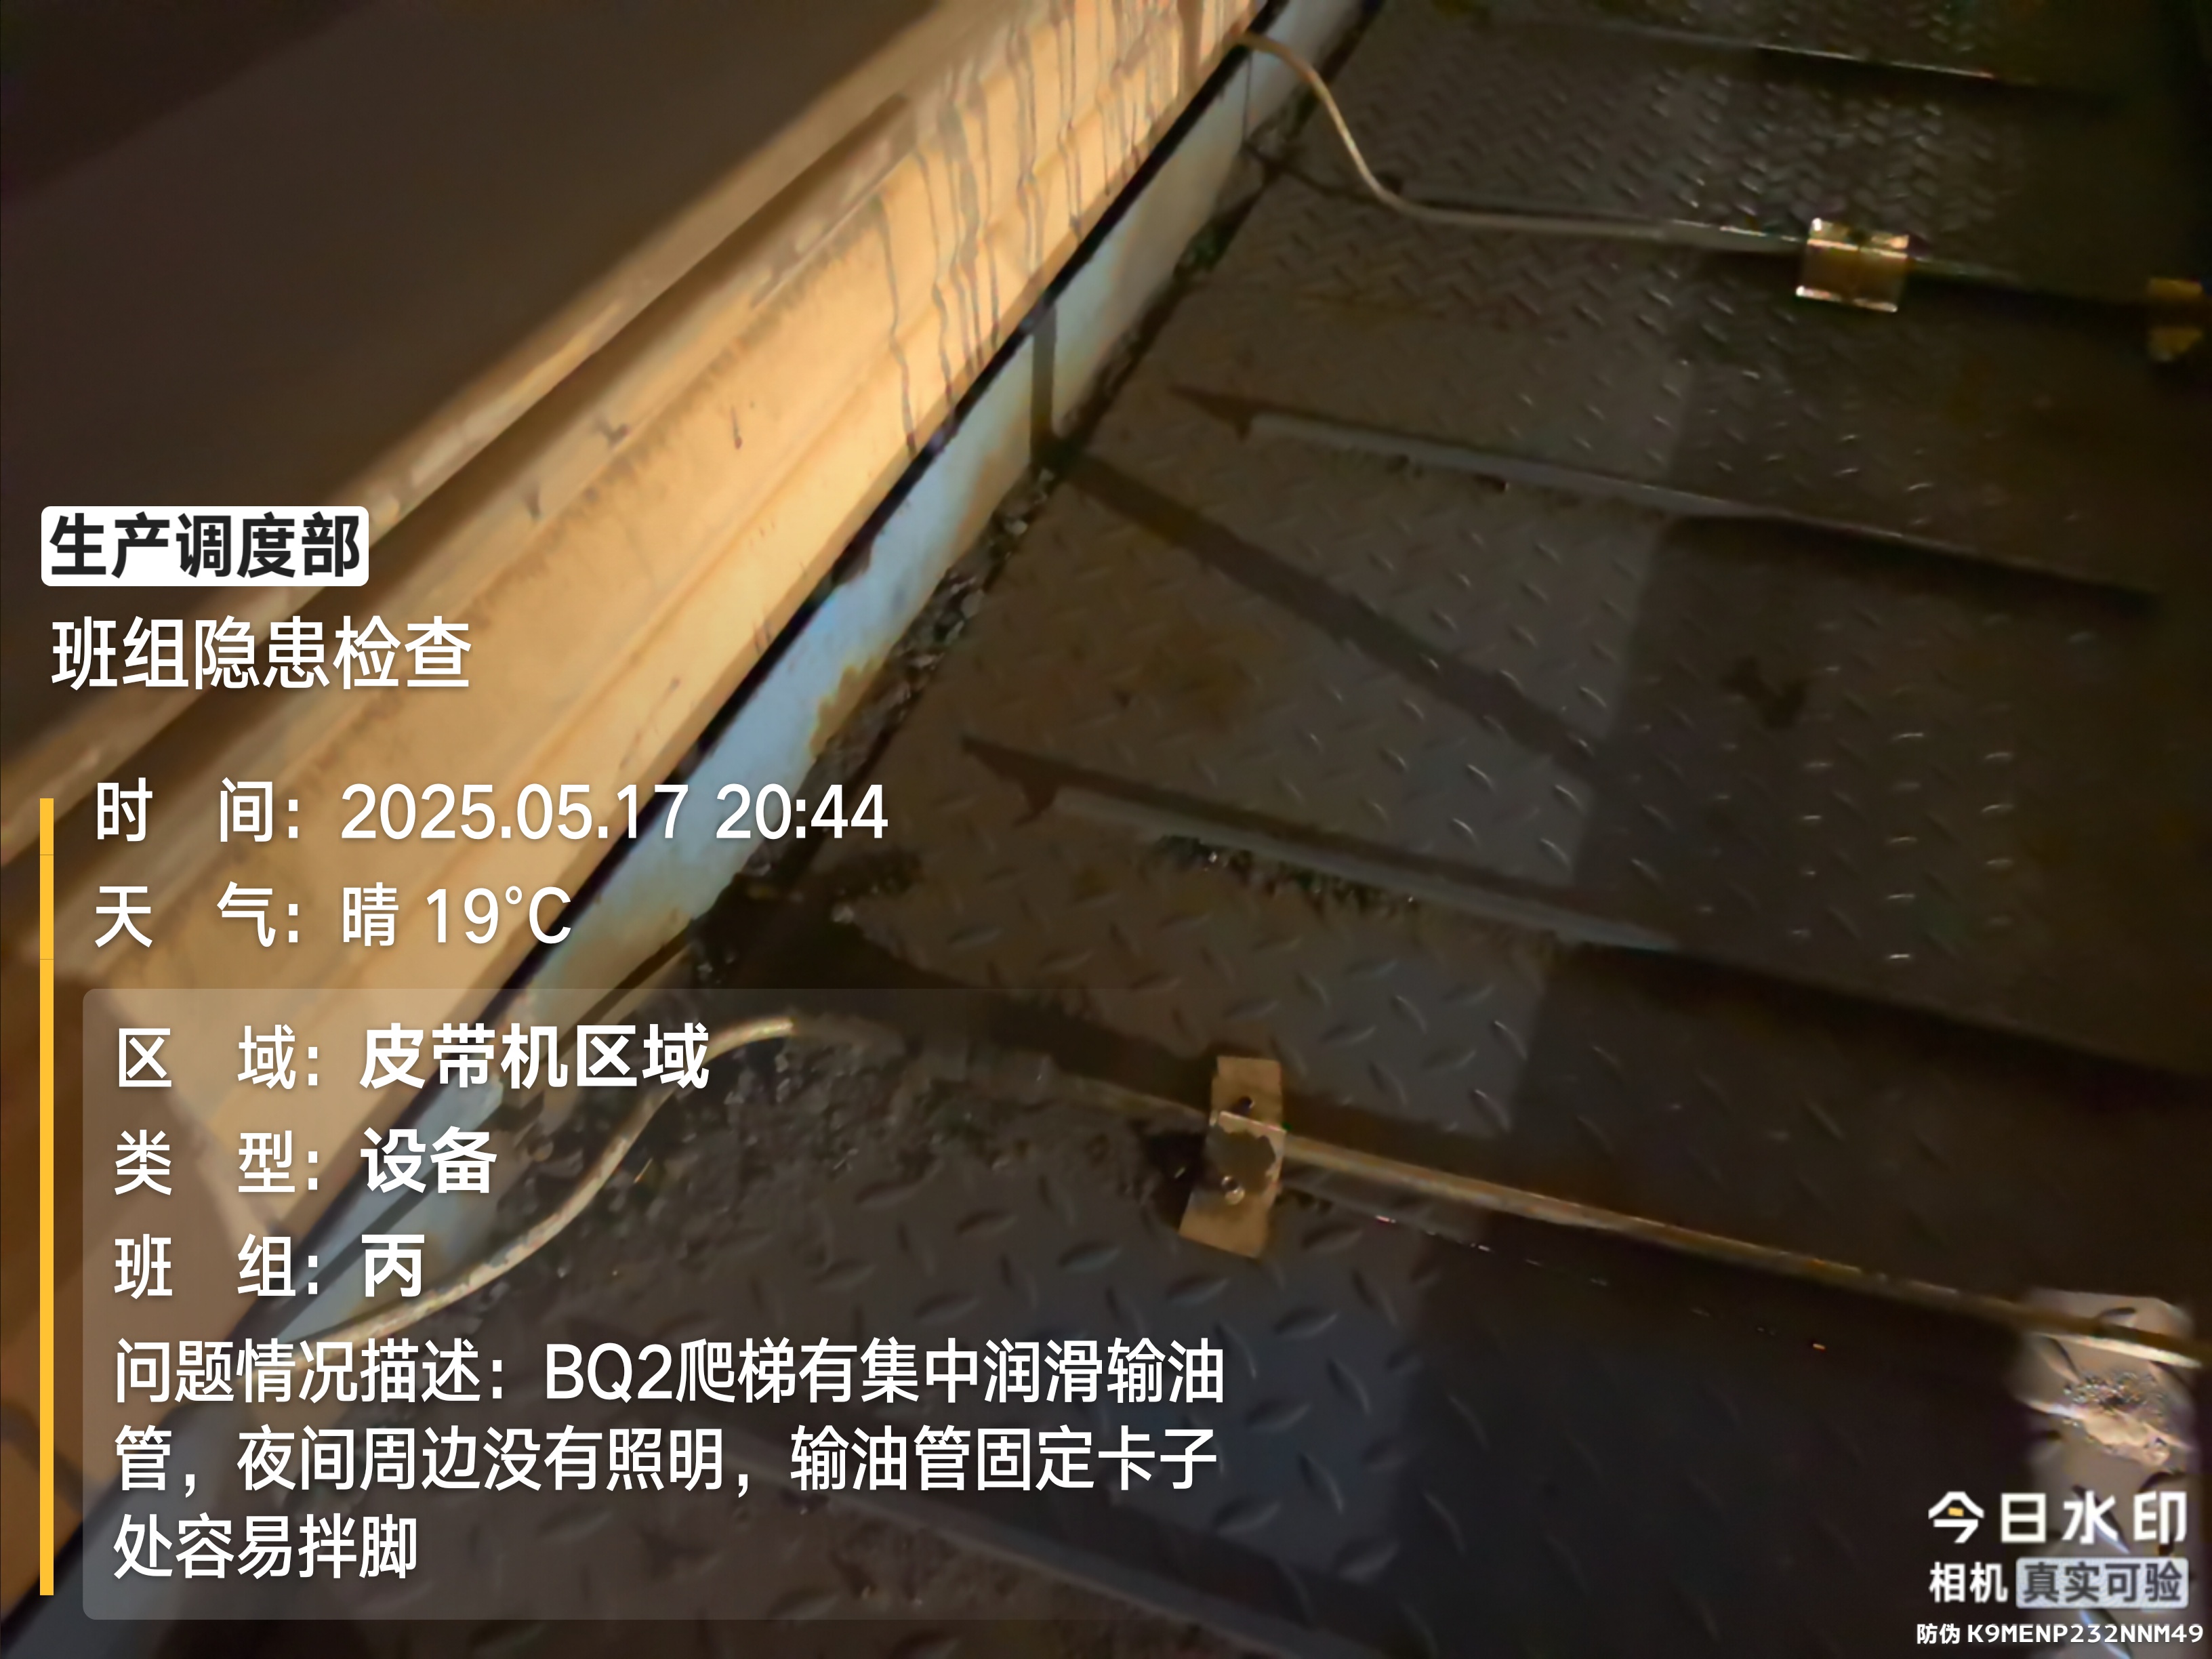 生产调度部
班组隐患检查
时 间：2025.05.17 20:44
天 气：晴 19°C
区 域：皮带机区域
类 型：设备
班 组：丙
问题情况描述：BQ2爬梯有集中润滑输油
管，夜间周边没有照明，输油管固定卡子
处容易拌脚
今日水印
相机 真实可验
防伪 K9MENP232NNM49